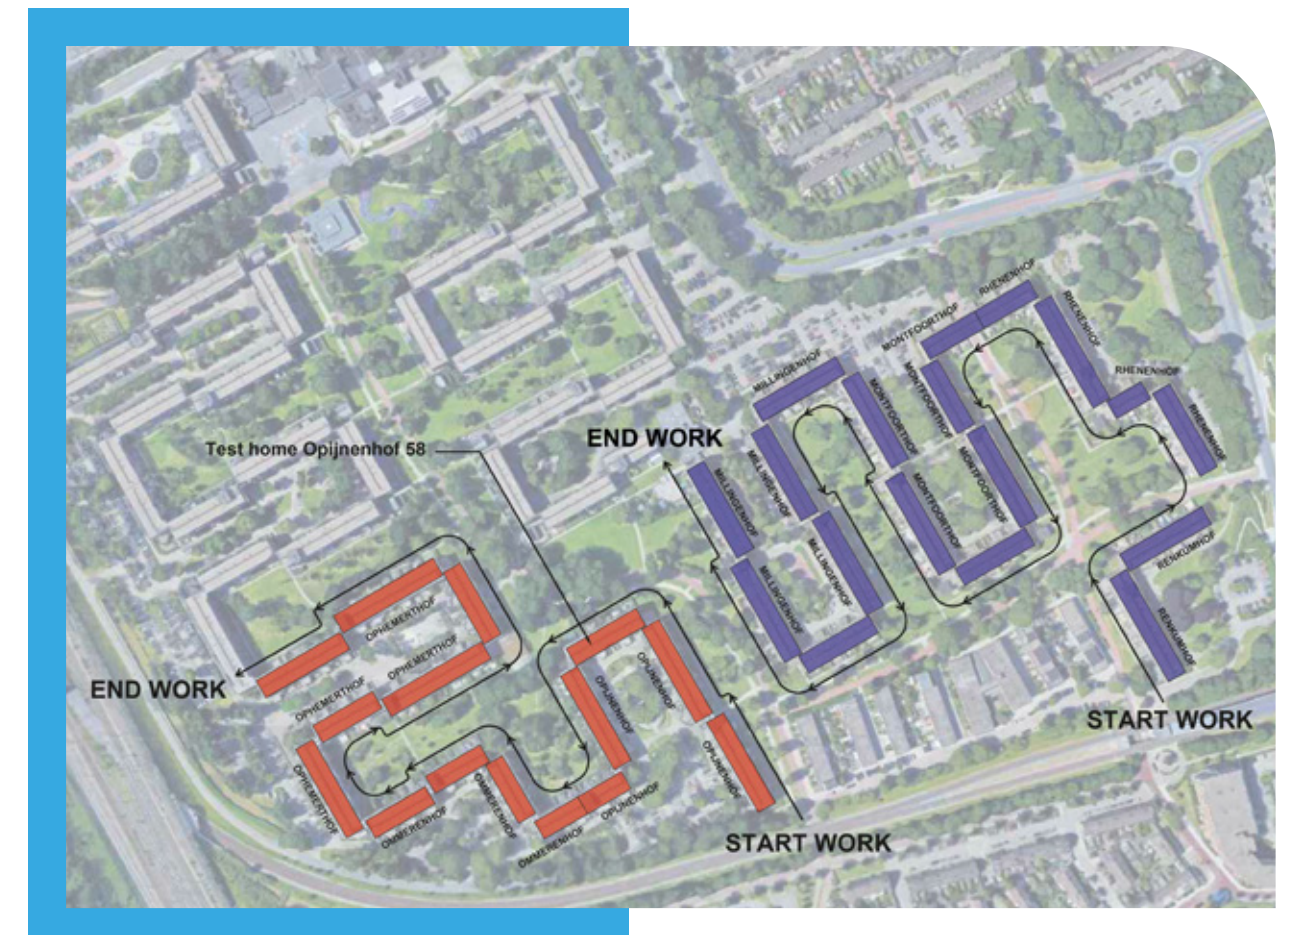 RHENENHOF
MONTFOORTHOF
RHENENHOF
MILLINGENHOF
MONTFOORTHOF
RHENENHOF
MONTFOORTHOF
RHENENHOF
END WORK
Test home Opijnenhof 58
MILLINGENHOF
MONTFOORTHOF
MILLINGENHOF
MONTFOORTHOF
RENKUMHOF
MILLINGENHOF
MILLINGENHOF
OPHEMERTHOF
RENKUMHOF
OPHEMERTHOF
OPIJNENHOF
END WORK
OPHEMERTHOF
OPIJNENHOF
START WORK
OPIJNENHOF
OPHEMERTHOF
OMMERENHOF
OPIJNENHOF
OMMERENHOF
START WORK
OMMERENHOF